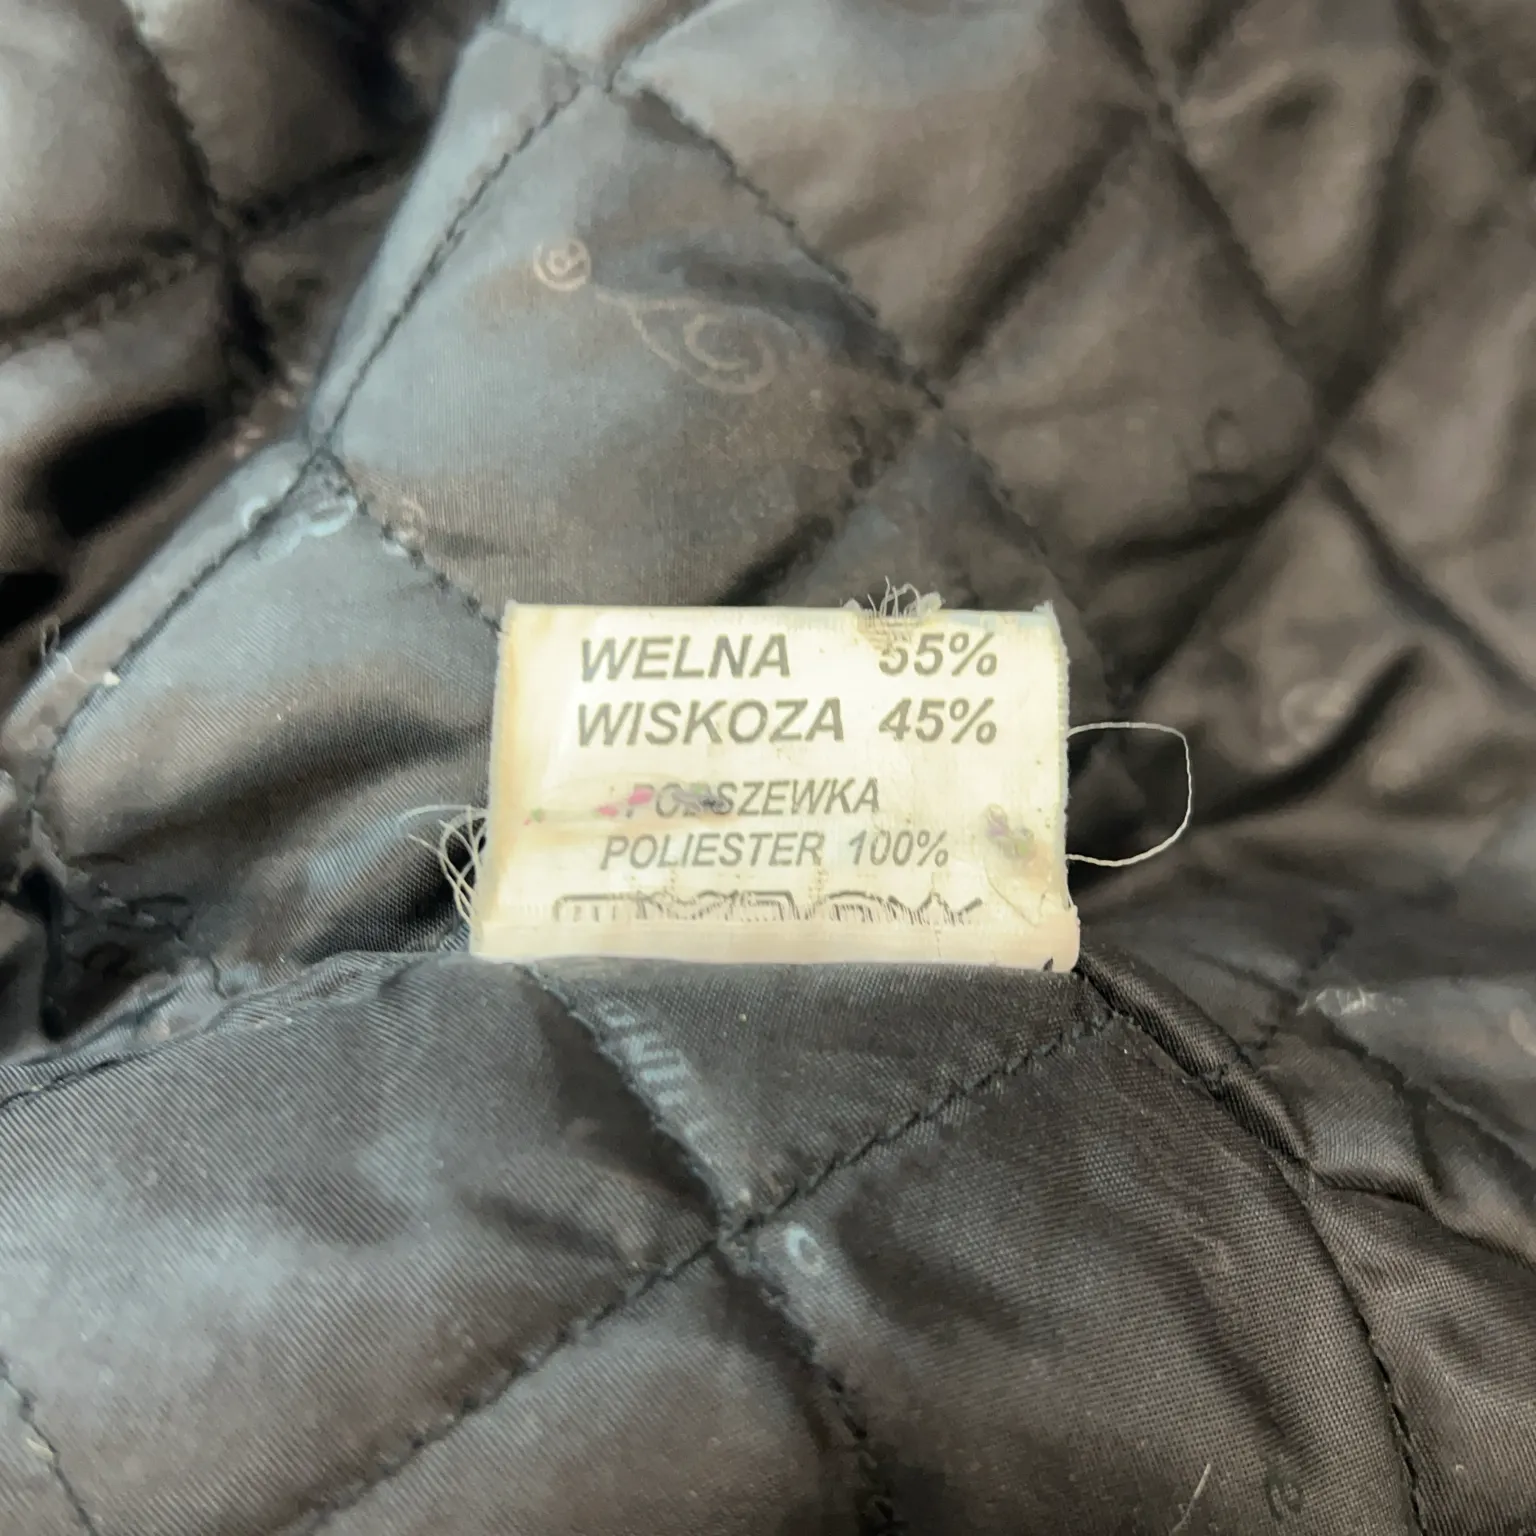 WELNA 55%
WISKOZA 45%
PODSZEWKA
POLIESTER 100%